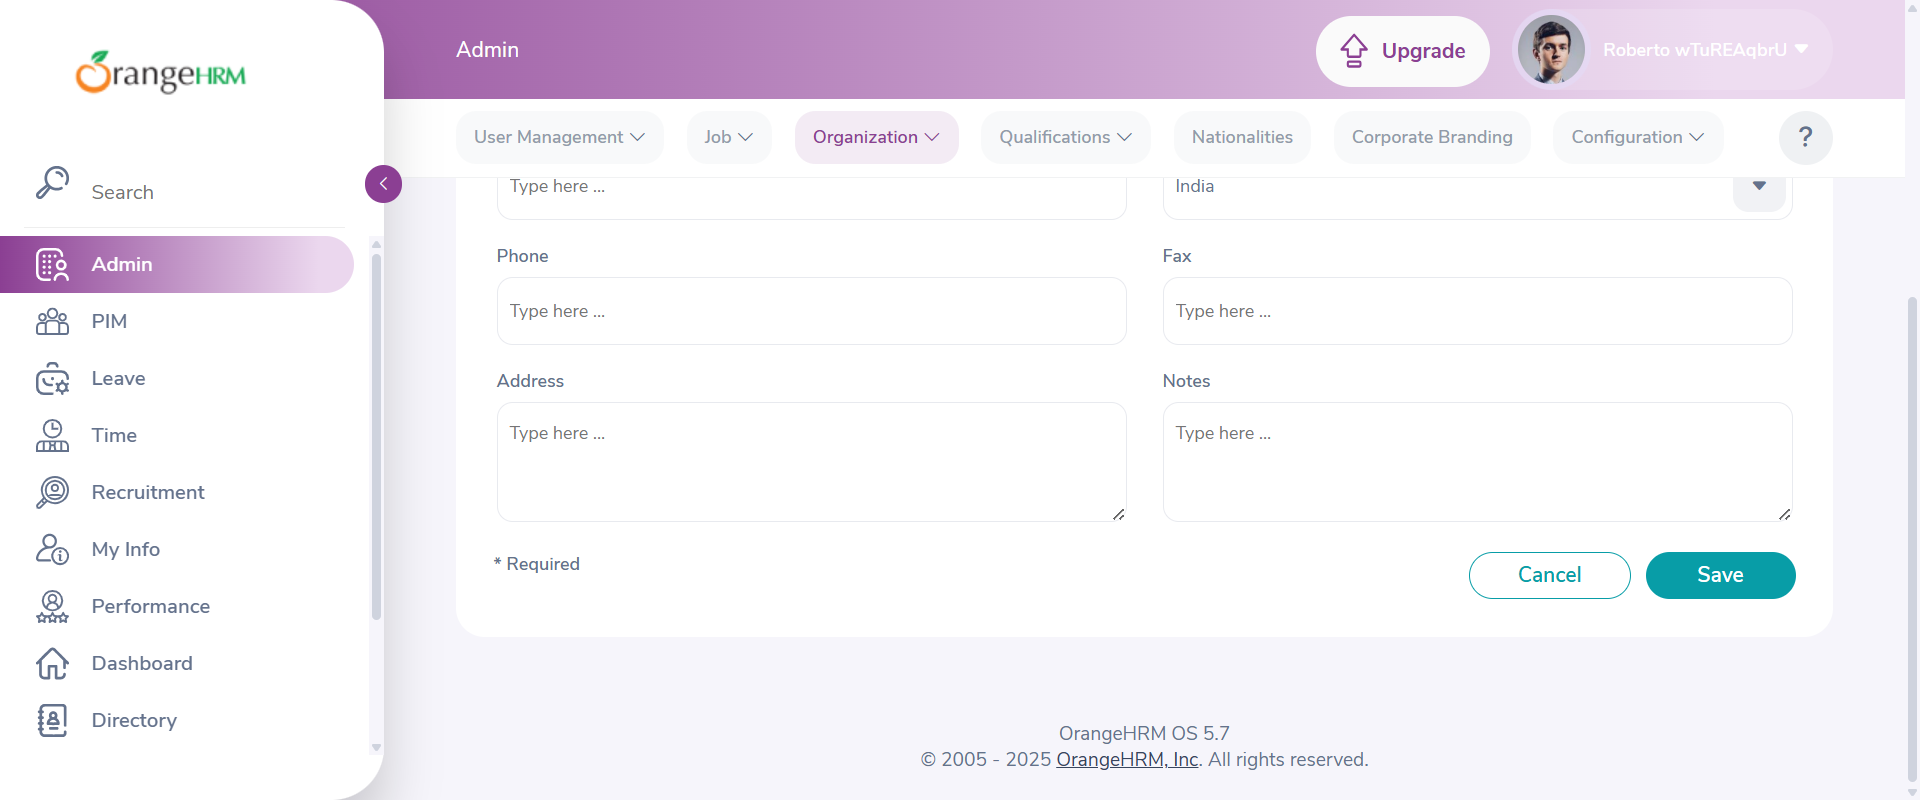 OrangeHRM
Admin
Upgrade
Roberto wTuREAqbrU
User Management
Job
Organization
Qualifications
Nationalities
Corporate Branding
Configuration
?
Search
Admin
PIM
Leave
Time
Recruitment
My Info
Performance
Dashboard
Directory
Type here ...
India
Phone
Fax
Type here ...
Type here ...
Address
Notes
Type here ...
Type here ...
* Required
Cancel
Save
OrangeHRM OS 5.7
© 2005 - 2025 OrangeHRM, Inc. All rights reserved.